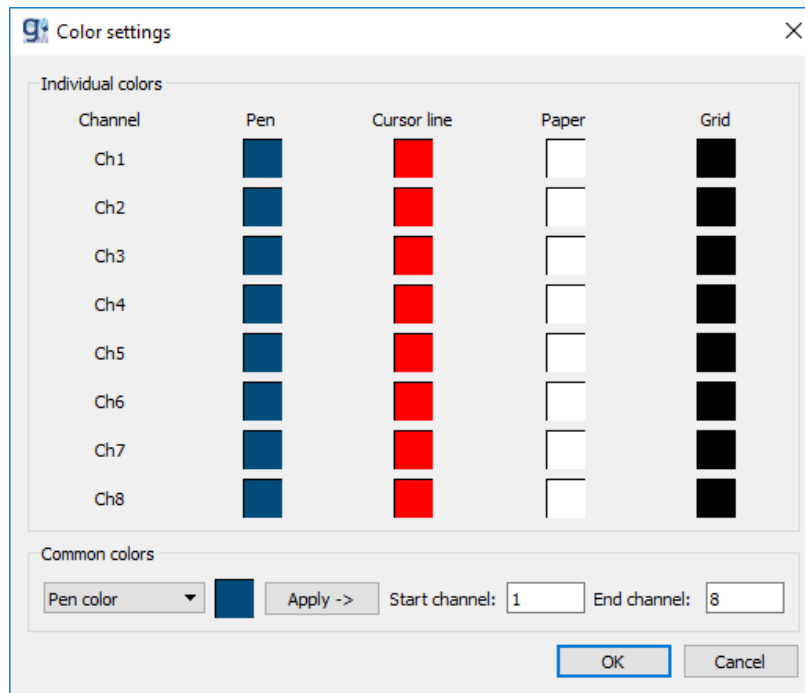 Color settings
Individual colors
Channel Pen Cursor line Paper Grid
Ch1
Ch2
Ch3
Ch4
Ch5
Ch6
Ch7
Ch8
Common colors
Pen color Apply -> Start channel: 1 End channel: 8
OK Cancel